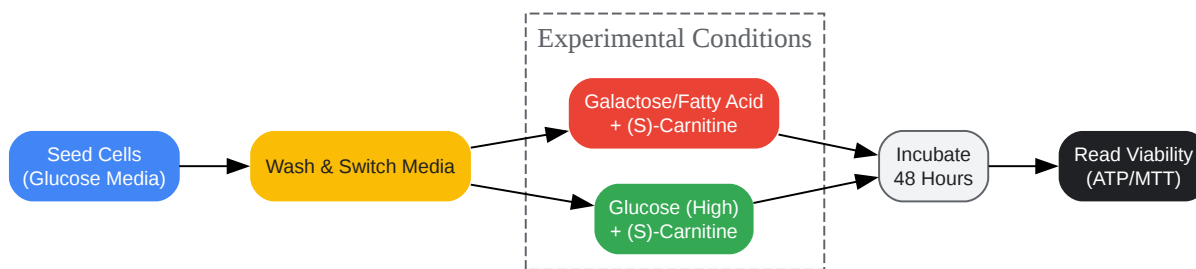 Experimental Conditions
Seed Cells
(Glucose Media)
Wash & Switch Media
Galactose/Fatty Acid
+ (S)-Carnitine
Glucose (High)
+ (S)-Carnitine
Incubate
48 Hours
Read Viability
(ATP/MTT)